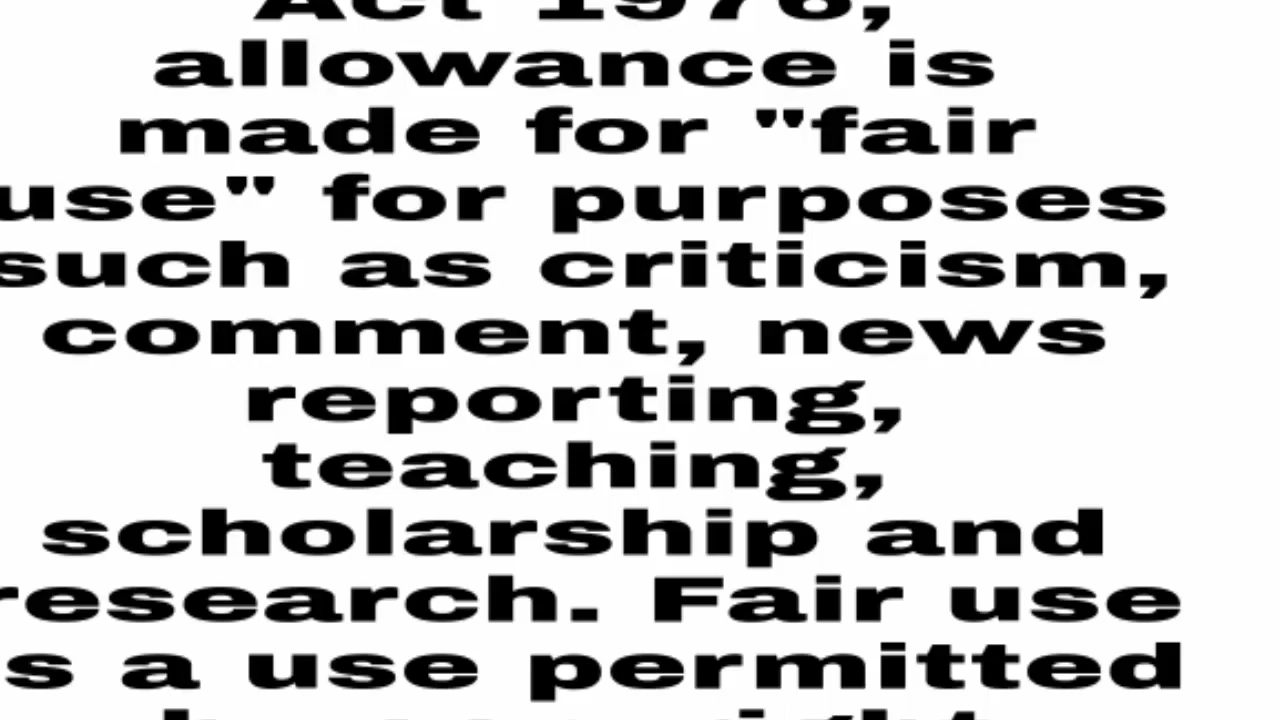 Act 1976,
allowance is
made for "fair
use" for purposes
such as criticism,
comment, news
reporting,
teaching,
scholarship and
research. Fair use
s a use permitted